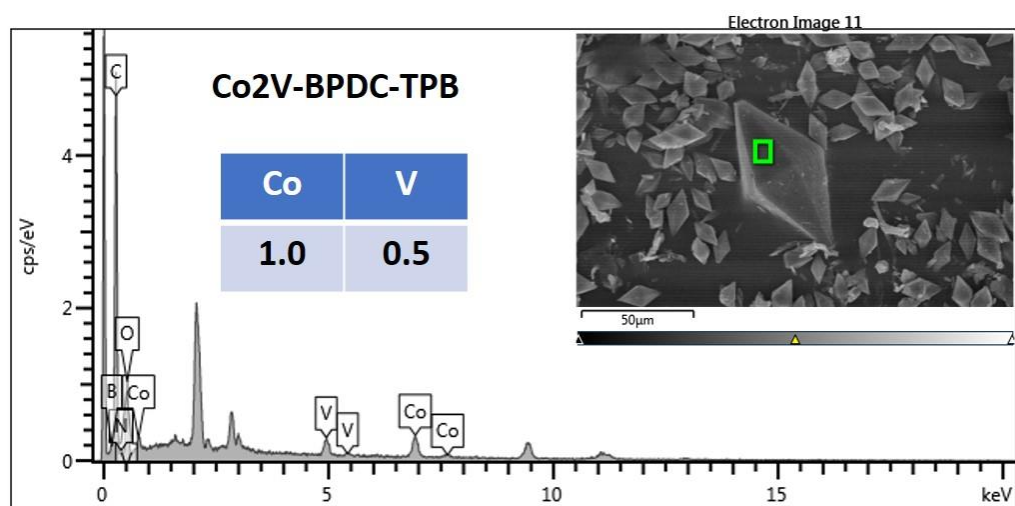 Electron Image 11
Co2V-BPDC-TPB
Co V
1.0 0.5
50µm
cps/eV
4
2
0
C
O
B
Co
N
V
V
Co
Co
0 5 10 15 keV